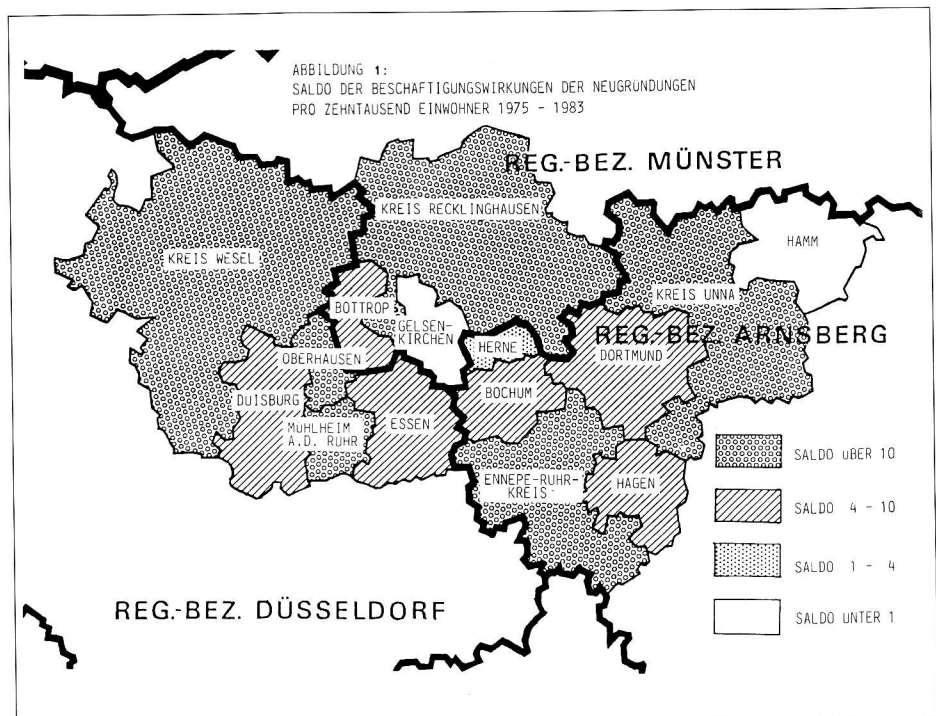 ABBILDUNG 1:
SALDO DER BESCHAFTIGUNGSWIRKUNGEN DER NEUGRÜNDUNGEN
PRO ZEHNTAUSEND EINWOHNER 1975 - 1983
REG.-BEZ. MÜNSTER
KREIS RECKLINGHAUSEN
HAMM
KREIS WESEL
KREIS UNNA
BOTTROP
GELSEN-
KIRCHEN
REG.-BEZ. ARNSBERG
HERNE
DORTMUND
OBERHAUSEN
BOCHUM
DUISBURG
MÜHLHEIM
A.D. RUHR
ESSEN
ENNEPE-RUHR-
KREIS
HAGEN
SALDO ÜBER 10
SALDO 4 - 10
SALDO 1 - 4
SALDO UNTER 1
REG.-BEZ. DÜSSELDORF